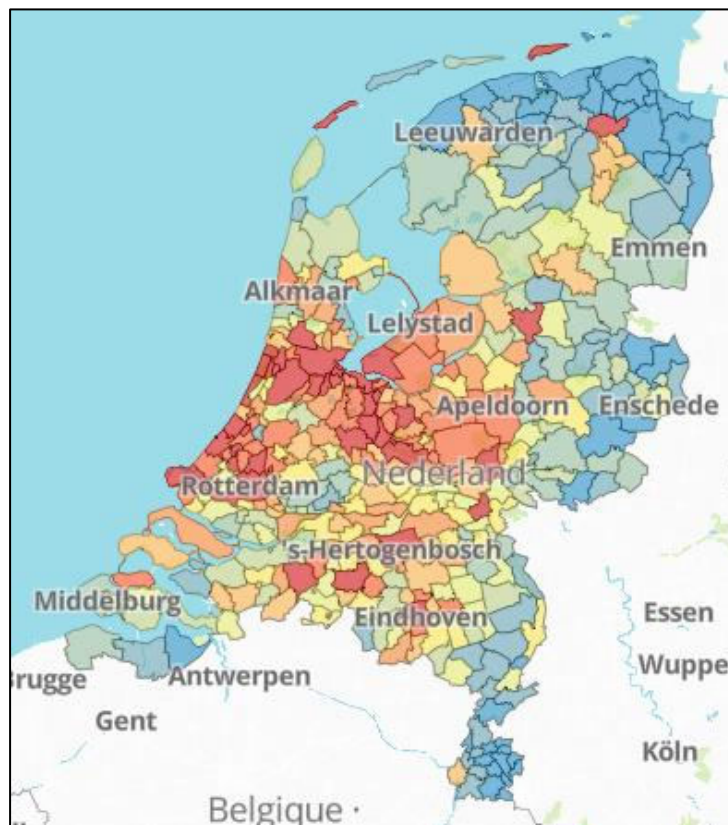 Leeuwarden
Emmen
Alkmaar
Lelystad
Apeldoorn
Enschede
Nederland
Rotterdam
's-Hertogenbosch
Middelburg
Eindhoven
Essen
Brugge
Antwerpen
Wuppe
Gent
Köln
Belgique